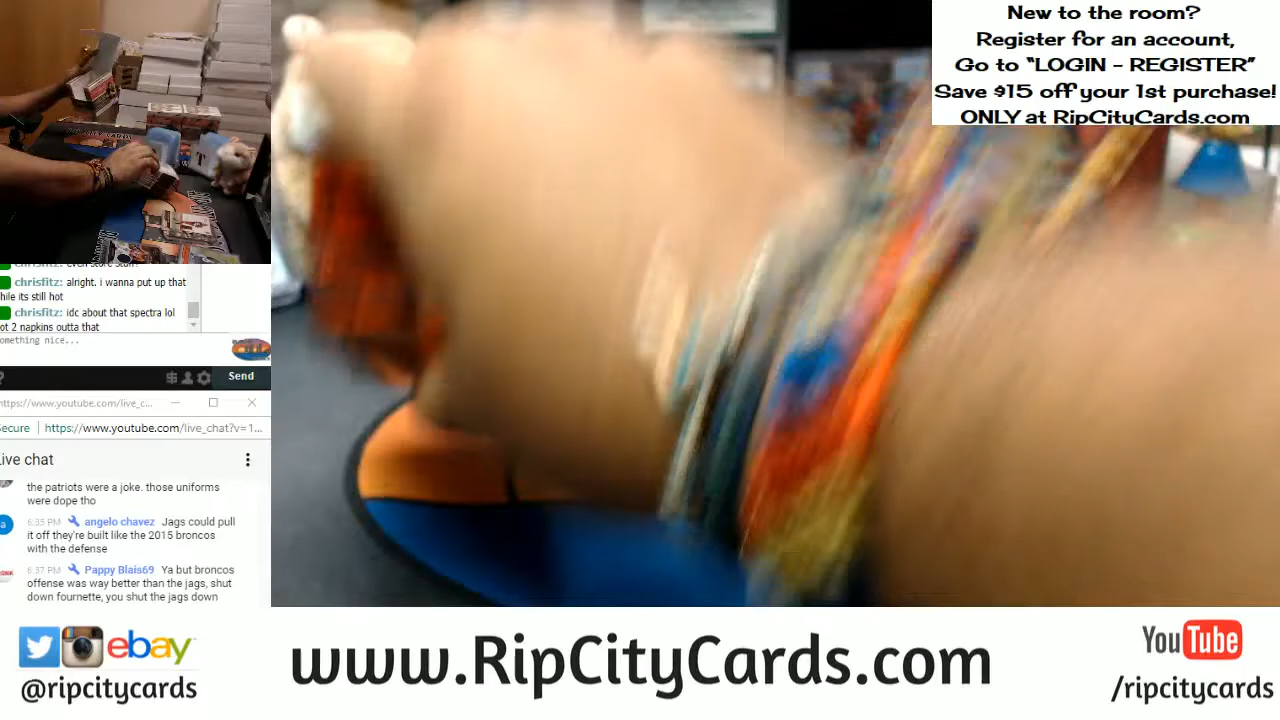 New to the room?
Register for an account,
Go to “LOGIN - REGISTER”
Save $15 off your 1st purchase!
ONLY at RipCityCards.com
chrisfitz: even store stuff?
chrisfitz: alright. i wanna put up that
hile its still hot
chrisfitz: idc about that spectra lol
ot 2 napkins outta that
omething nice...
Send
https://www.youtube.com/live_c...
ecure https://www.youtube.com/live_chat?v=1...
ive chat
the patriots were a joke. those uniforms
were dope tho
a
6:35 PM angelo chavez Jags could pull
it off they're built like the 2015 broncos
with the defense
6:37 PM Pappy Blais69 Ya but broncos
offense was way better than the jags, shut
down fournette, you shut the jags down
ebay
@ripcitycards
www.RipCityCards.com
YouTube
/ripcitycards